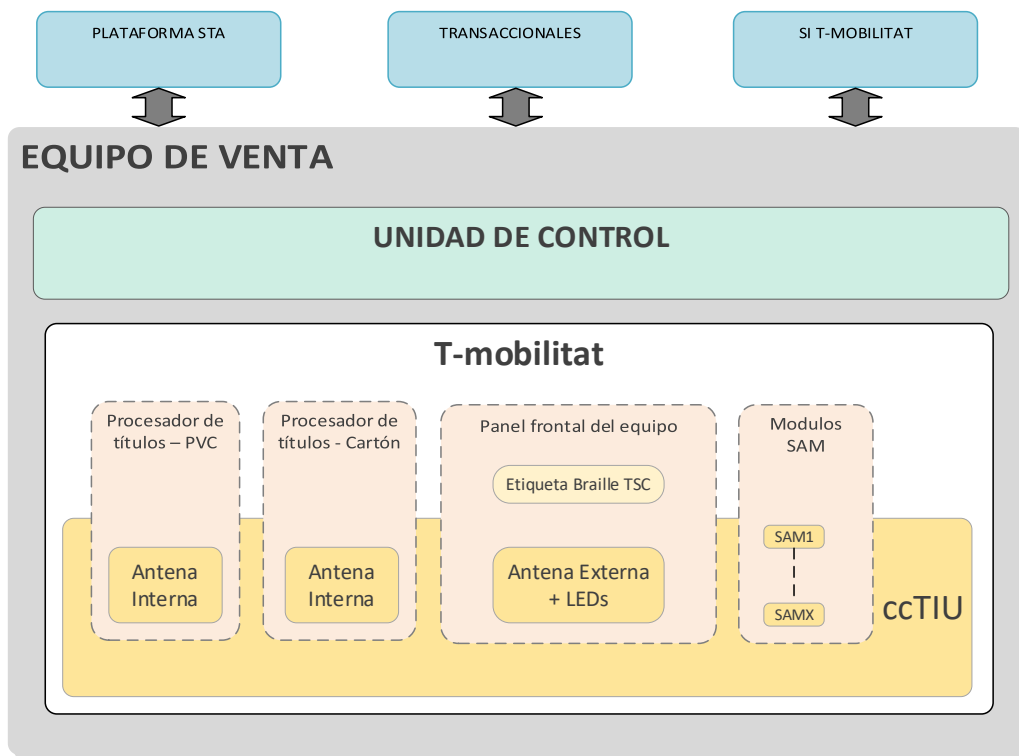 PLATAFORMA STA
TRANSACCIONALES
SI T-MOBILITAT
EQUIPO DE VENTA
UNIDAD DE CONTROL
T-mobilitat
Procesador de
títulos – PVC
Procesador de
títulos - Cartón
Panel frontal del equipo
Modulos
SAM
Etiqueta Braille TSC
SAM1
Antena
Interna
Antena
Interna
Antena Externa
+ LEDs
SAMX
ccTIU